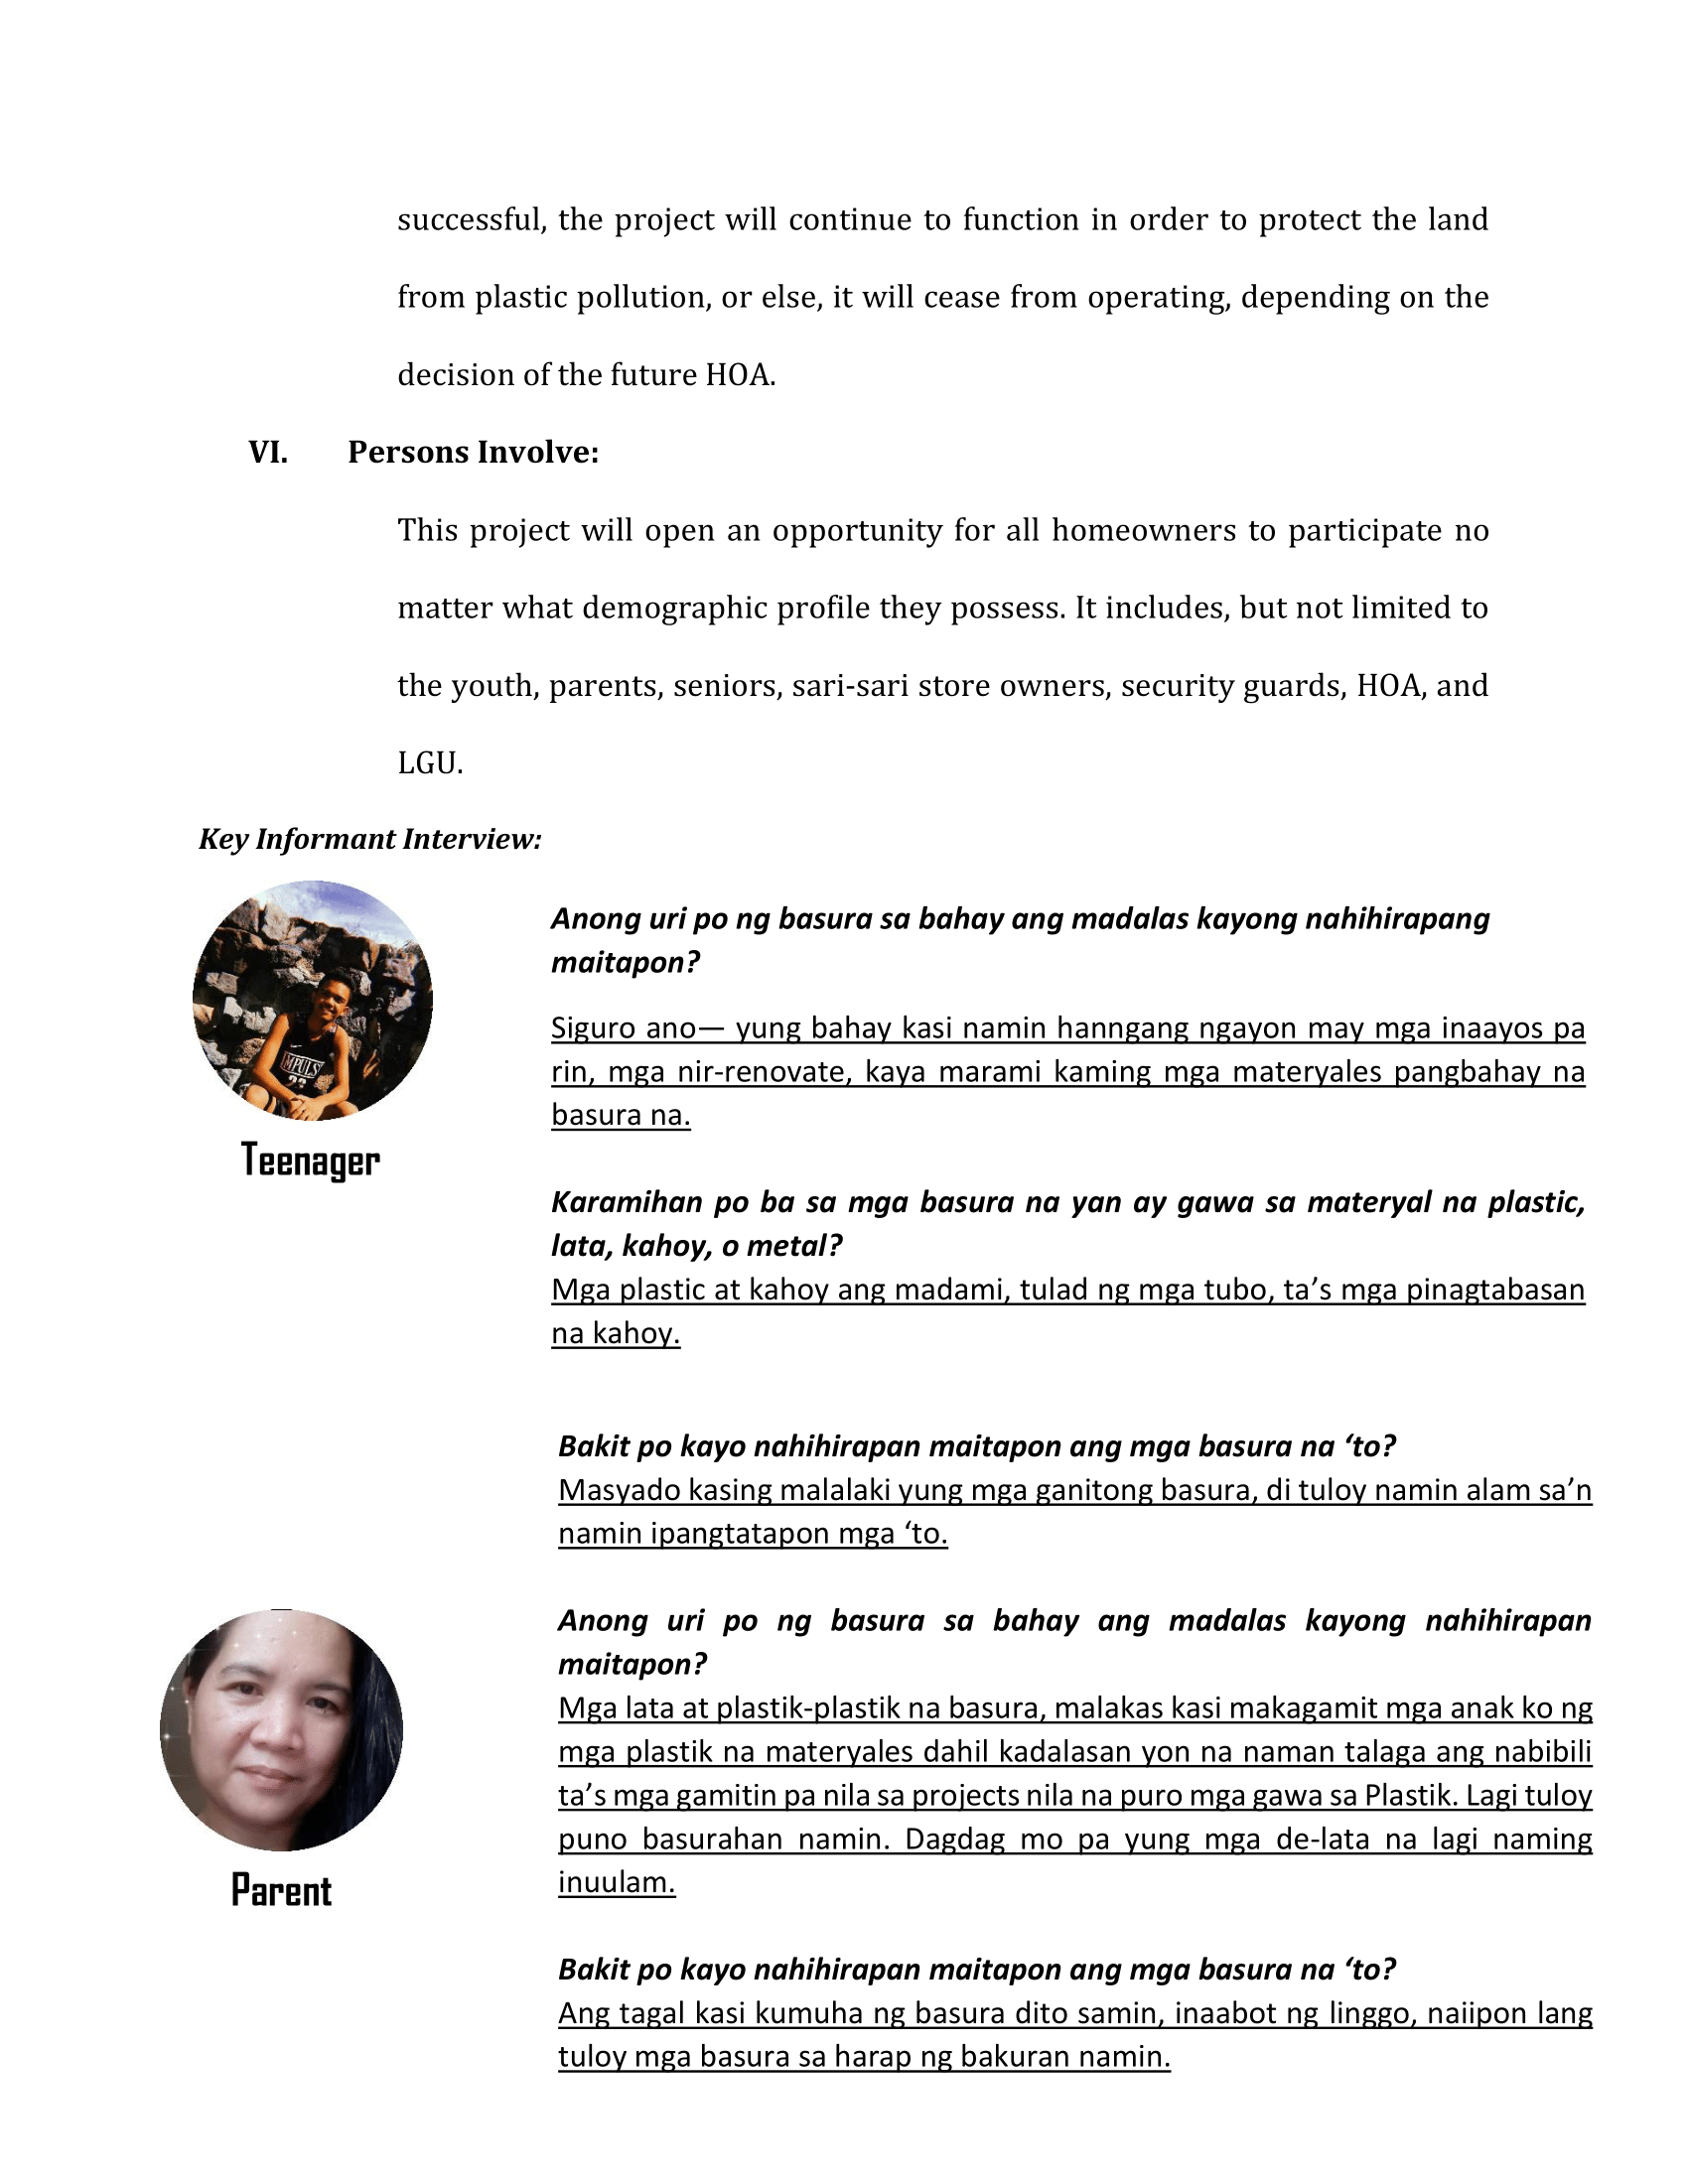 successful, the project will continue to function in order to protect the land
from plastic pollution, or else, it will cease from operating, depending on the
decision of the future HOA.
VI. Persons Involve:
This project will open an opportunity for all homeowners to participate no
matter what demographic profile they possess. It includes, but not limited to
the youth, parents, seniors, sari-sari store owners, security guards, HOA, and
LGU.
Key Informant Interview:
Anong uri po ng basura sa bahay ang madalas kayong nahihirapang
maitapon?
Siguro ano— yung bahay kasi namin hanngang ngayon may mga inaayos pa
rin, mga nir-renovate, kaya marami kaming mga materyales pangbahay na
basura na.
MPULS
23
Teenager
Karamihan po ba sa mga basura na yan ay gawa sa materyal na plastic,
lata, kahoy, o metal?
Mga plastic at kahoy ang madami, tulad ng mga tubo, ta’s mga pinagtabasan
na kahoy.
Bakit po kayo nahihirapan maitapon ang mga basura na ‘to?
Masyado kasing malalaki yung mga ganitong basura, di tuloy namin alam sa’n
namin ipangtatapon mga ‘to.
Anong uri po ng basura sa bahay ang madalas kayong nahihirapan
maitapon?
Mga lata at plastik-plastik na basura, malakas kasi makagamit mga anak ko ng
mga plastik na materyales dahil kadalasan yon na naman talaga ang nabibili
ta’s mga gamitin pa nila sa projects nila na puro mga gawa sa Plastik. Lagi tuloy
puno basurahan namin. Dagdag mo pa yung mga de-lata na lagi naming
inuulam.
Parent
Bakit po kayo nahihirapan maitapon ang mga basura na ‘to?
Ang tagal kasi kumuha ng basura dito samin, inaabot ng linggo, naiipon lang
tuloy mga basura sa harap ng bakuran namin.